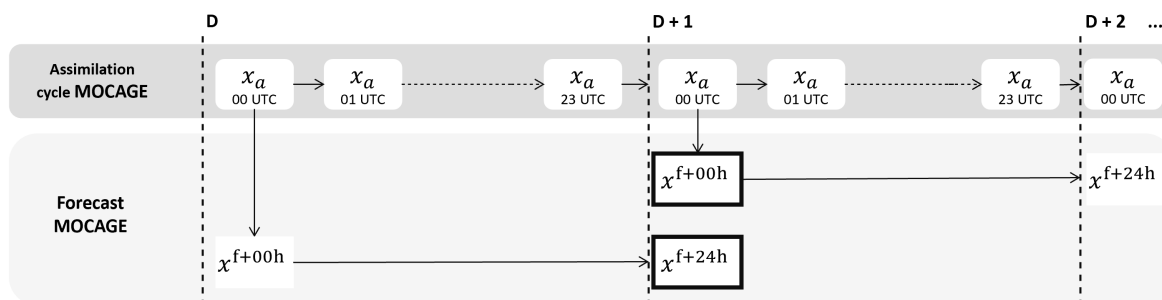 D D + 1 D + 2 ...
Assimilation
cycle MOCAGE
x_a x_a x_a x_a x_a x_a x_a
00 UTC 01 UTC 23 UTC 00 UTC 01 UTC 23 UTC 00 UTC
x^{f+00h} x^{f+24h}
Forecast
MOCAGE
x^{f+00h} x^{f+24h}